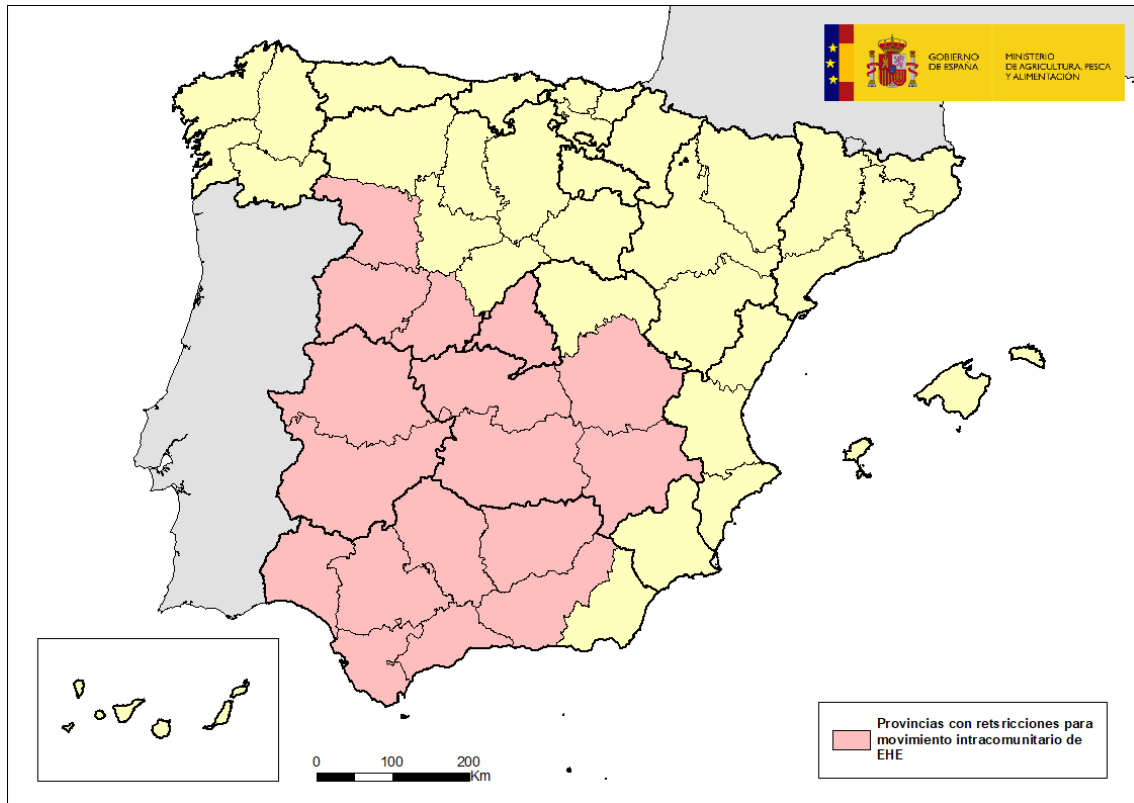 GOBIERNO
DE ESPAÑA
MINISTERIO
DE AGRICULTURA, PESCA
Y ALIMENTACIÓN
Provincias con retsricciones para
movimiento intracomunitario de
EHE
0 100 200
Km